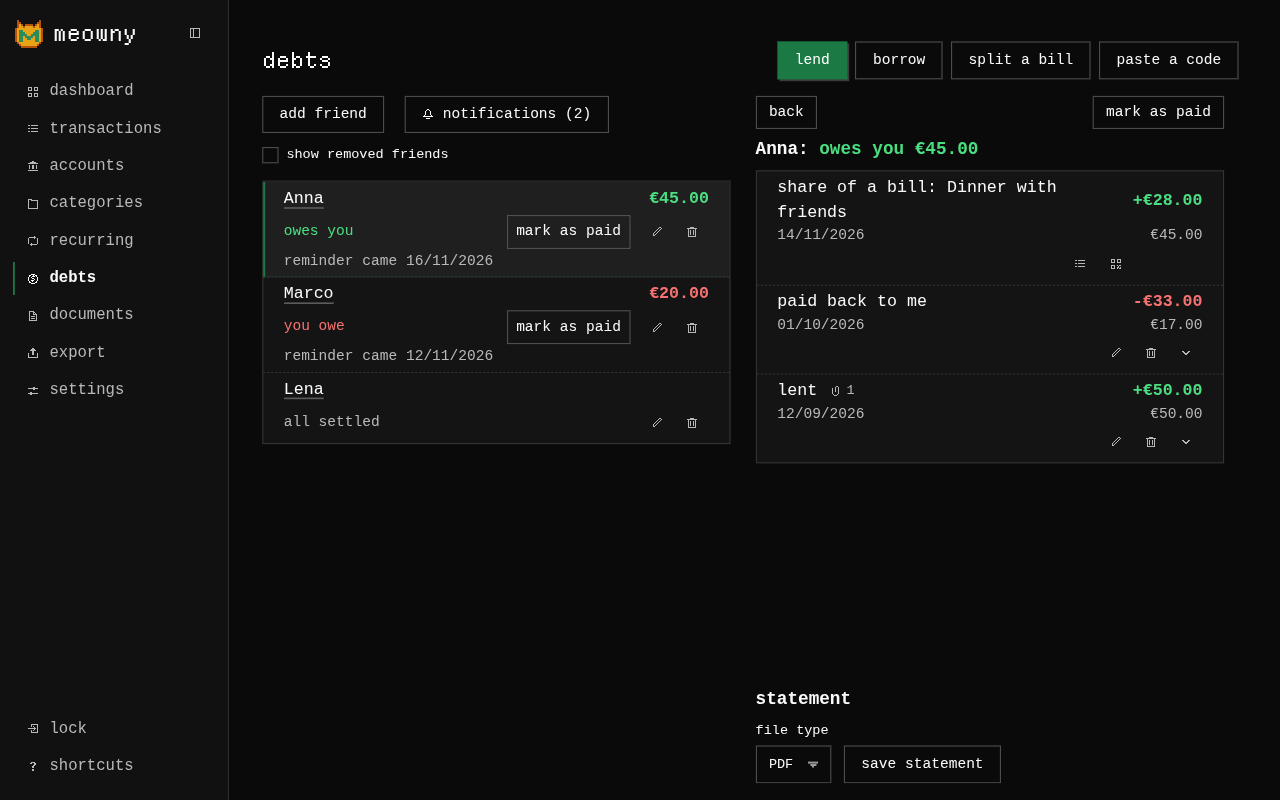 meowny
dashboard
transactions
accounts
categories
recurring
debts
documents
export
settings
lock
? shortcuts
debts
lend
borrow
split a bill
paste a code
add friend
notifications (2)
show removed friends
Anna €45.00
owes you mark as paid
reminder came 16/11/2026
Marco €20.00
you owe mark as paid
reminder came 12/11/2026
Lena
all settled
back
mark as paid
Anna: owes you €45.00
share of a bill: Dinner with
friends
+€28.00
14/11/2026 €45.00
paid back to me -€33.00
01/10/2026 €17.00
lent 1 +€50.00
12/09/2026 €50.00
statement
file type
PDF
save statement